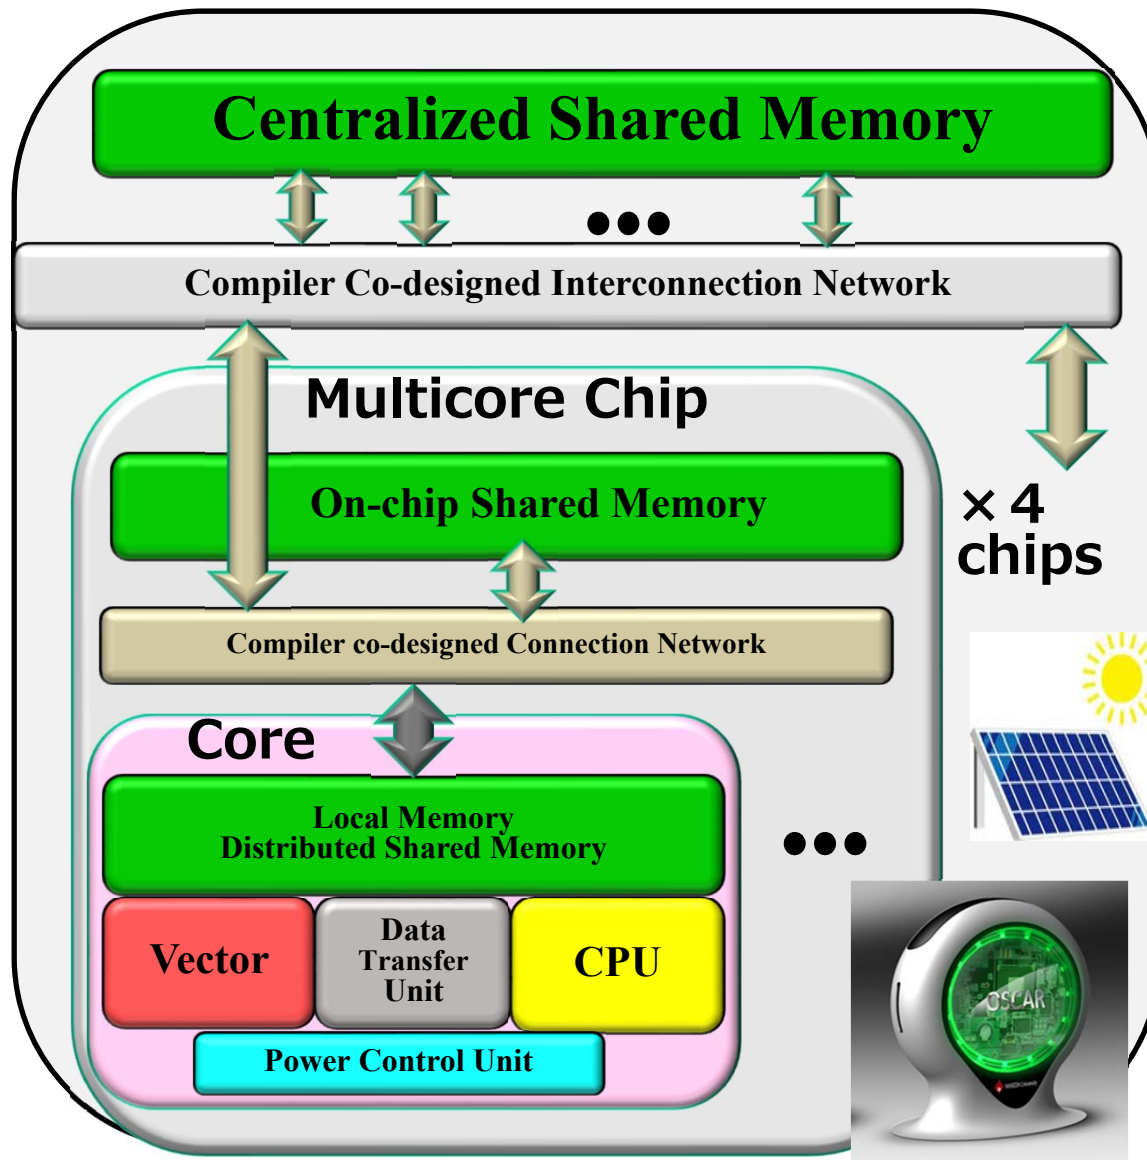 Centralized Shared Memory
Compiler Co-designed Interconnection Network
Multicore Chip
On-chip Shared Memory
× 4
chips
Compiler co-designed Connection Network
Core
Local Memory
Distributed Shared Memory
Vector
Data
Transfer
Unit
CPU
Power Control Unit
OSCAR